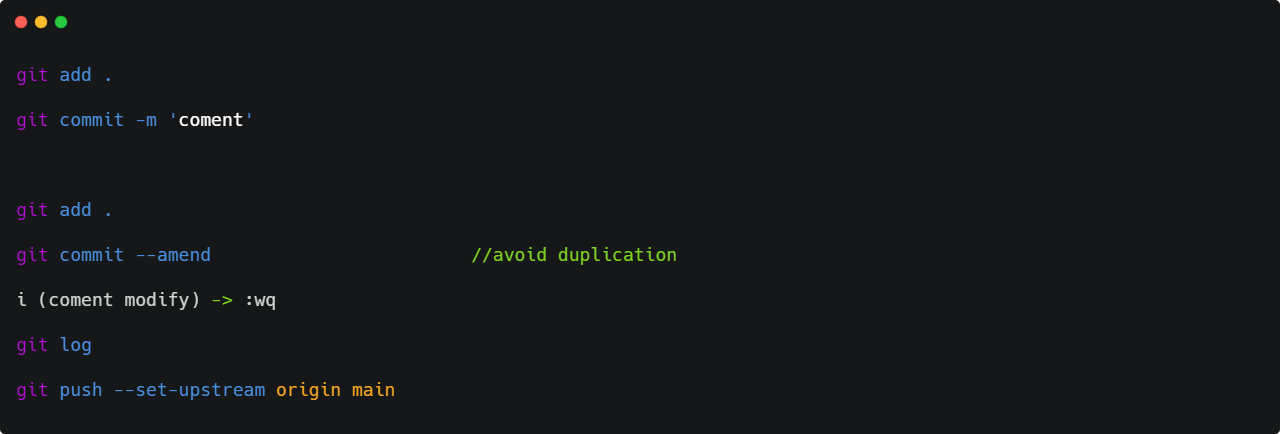 git add .
git commit -m 'coment'
git add .
git commit --amend //avoid duplication
i (coment modify) -> :wq
git log
git push --set-upstream origin main